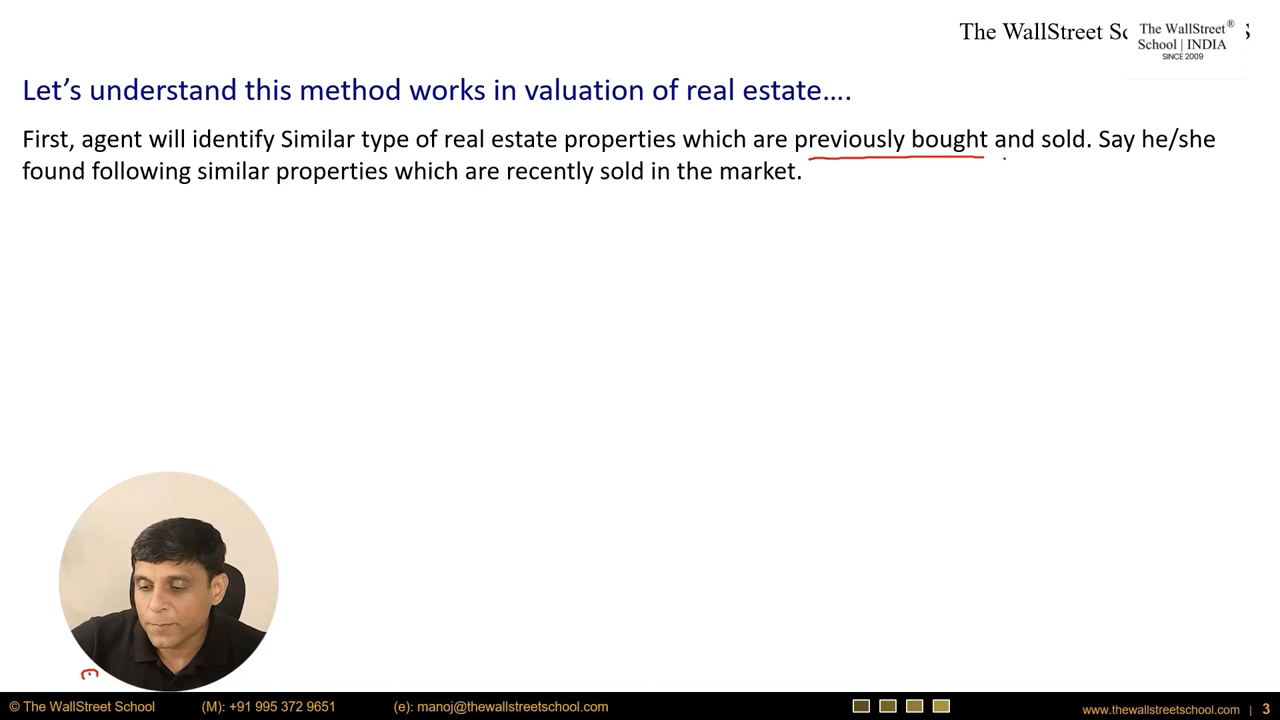 The WallStreet Sc
The WallStreet®
School | INDIA
SINCE 2009
Let’s understand this method works in valuation of real estate....
First, agent will identify Similar type of real estate properties which are previously bought and sold. Say he/she
found following similar properties which are recently sold in the market.
© The WallStreet School (M): +91 995 372 9651 (e): manoj@thewallstreetschool.com www.thewallstreetschool.com | 3